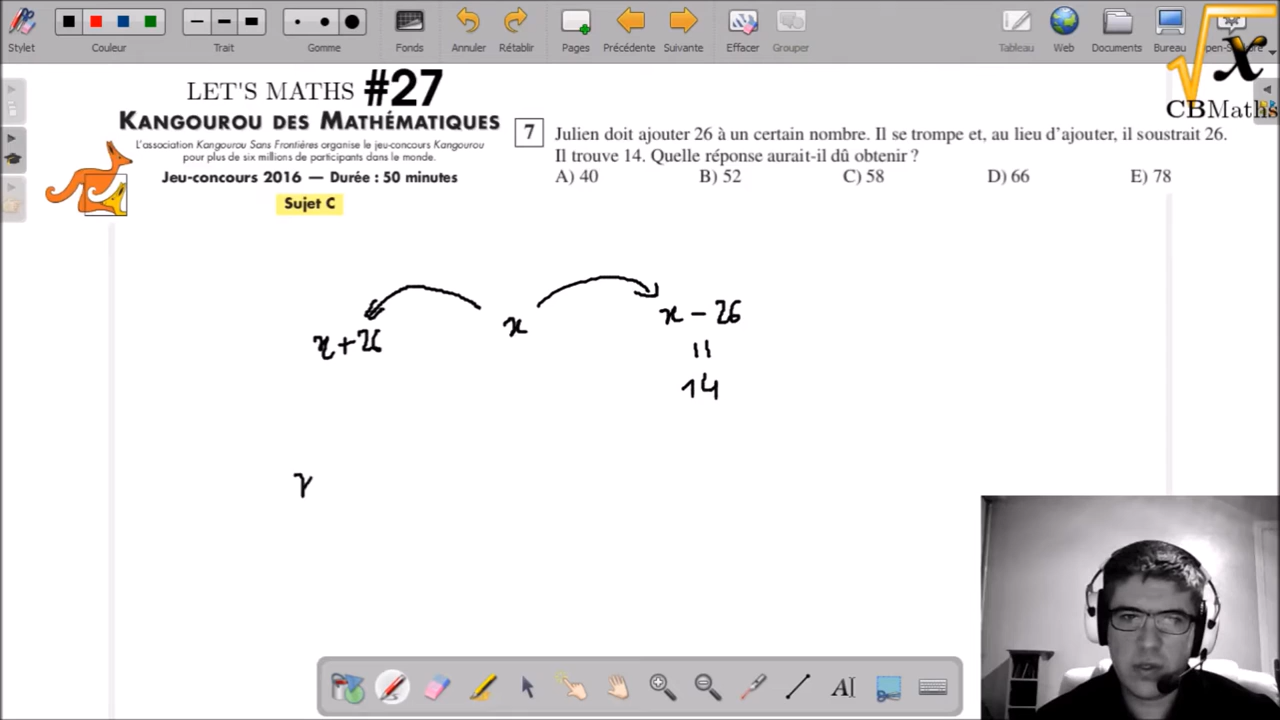 Stylet Couleur Trait Gomme Fonds Annuler Rétablir Pages Précédente Suivante Effacer Grouper Tableau Web Documents Bureau
x
CBMaths
LET'S MATHS #27
KANGOUROU DES MATHÉMATIQUES
L'association Kangourou Sans Frontières organise le jeu-concours Kangourou
pour plus de six millions de participants dans le monde.
Jeu-concours 2016 — Durée : 50 minutes
Sujet C
7 Julien doit ajouter 26 à un certain nombre. Il se trompe et, au lieu d'ajouter, il soustrait 26.
Il trouve 14. Quelle réponse aurait-il dû obtenir ?
A) 40 B) 52 C) 58 D) 66 E) 78
x+26 x x - 26
=
14